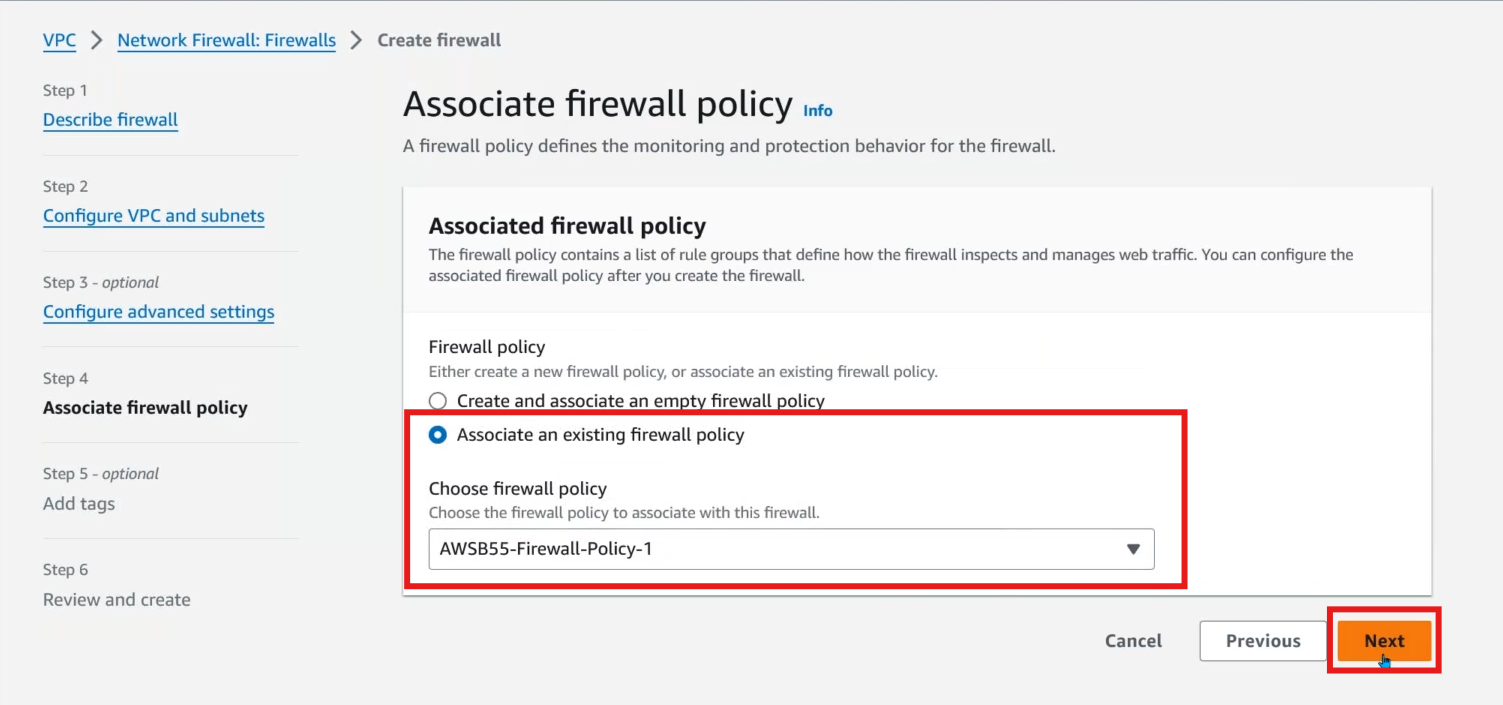 VPC > Network Firewall: Firewalls > Create firewall
Step 1
Describe firewall
Step 2
Configure VPC and subnets
Step 3 - optional
Configure advanced settings
Step 4
Associate firewall policy
Step 5 - optional
Add tags
Step 6
Review and create
Associate firewall policy Info
A firewall policy defines the monitoring and protection behavior for the firewall.
Associated firewall policy
The firewall policy contains a list of rule groups that define how the firewall inspects and manages web traffic. You can configure the
associated firewall policy after you create the firewall.
Firewall policy
Either create a new firewall policy, or associate an existing firewall policy.
Create and associate an empty firewall policy
Associate an existing firewall policy
Choose firewall policy
Choose the firewall policy to associate with this firewall.
AWSB55-Firewall-Policy-1
Cancel Previous Next